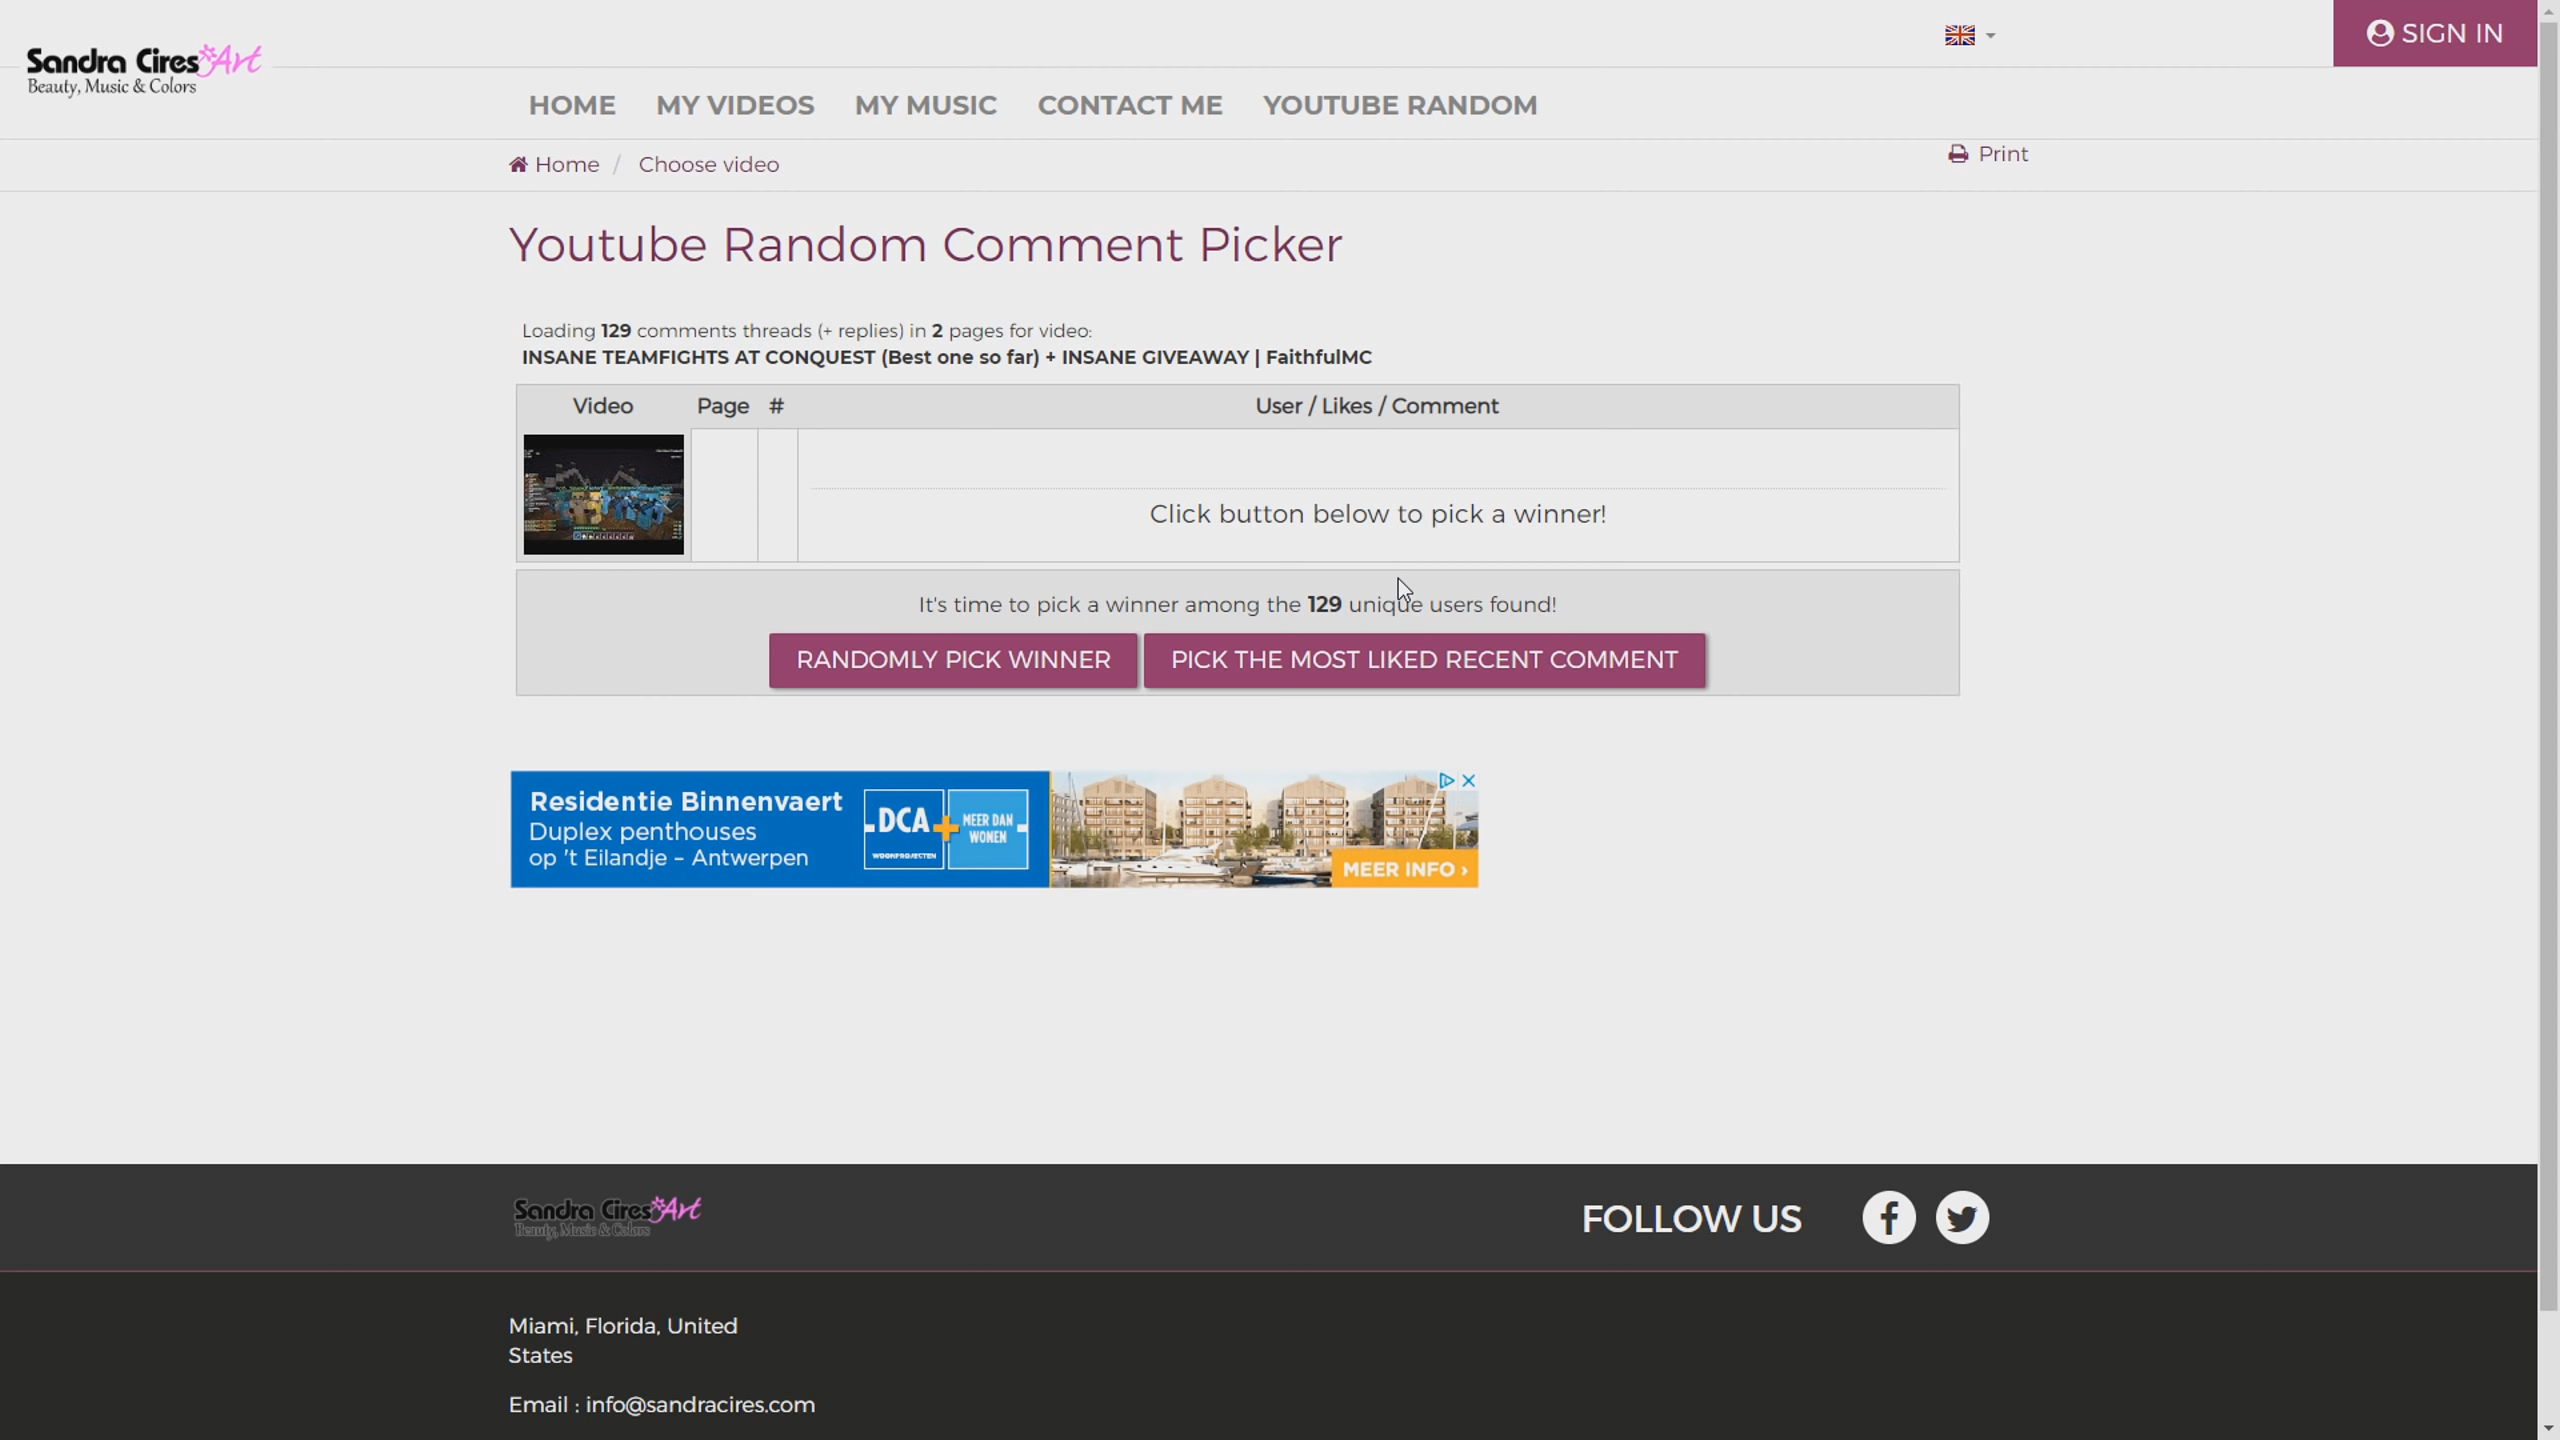 Sandra Cires Art
Beauty, Music & Colors
SIGN IN
HOME MY VIDEOS MY MUSIC CONTACT ME YOUTUBE RANDOM
Home / Choose video
Print
Youtube Random Comment Picker
Loading 129 comments threads (+ replies) in 2 pages for video:
INSANE TEAMFIGHTS AT CONQUEST (Best one so far) + INSANE GIVEAWAY | FaithfulMC
Video Page # User / Likes / Comment
Click button below to pick a winner!
It's time to pick a winner among the 129 unique users found!
RANDOMLY PICK WINNER PICK THE MOST LIKED RECENT COMMENT
Residentie Binnenvaert
Duplex penthouses
op 't Eilandje – Antwerpen
DCA
WOONPROJECTEN
MEER DAN
WONEN
MEER INFO ›
Sandra Cires Art
Beauty, Music & Colors
FOLLOW US
Miami, Florida, United
States
Email : info@sandracires.com